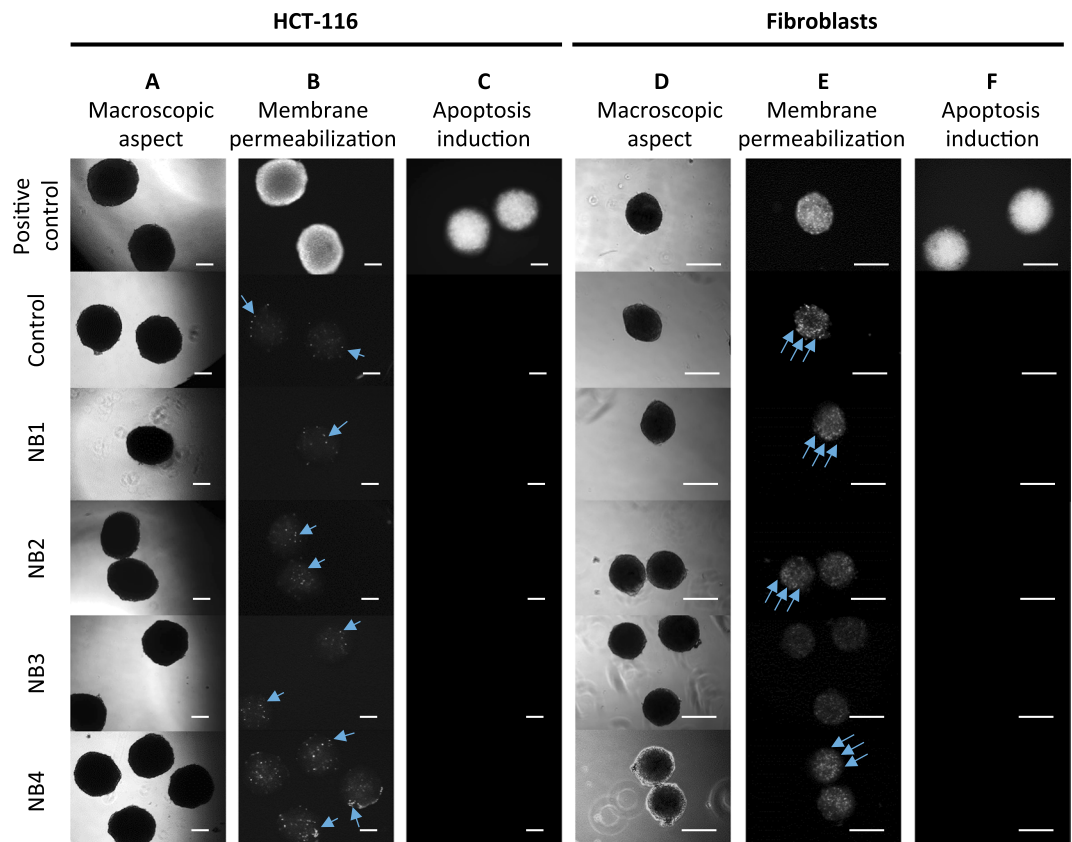 HCT-116
Fibroblasts
A
Macroscopic
aspect
B
Membrane
permeabilization
C
Apoptosis
induction
D
Macroscopic
aspect
E
Membrane
permeabilization
F
Apoptosis
induction
Positive
control
Control
NB1
NB2
NB3
NB4